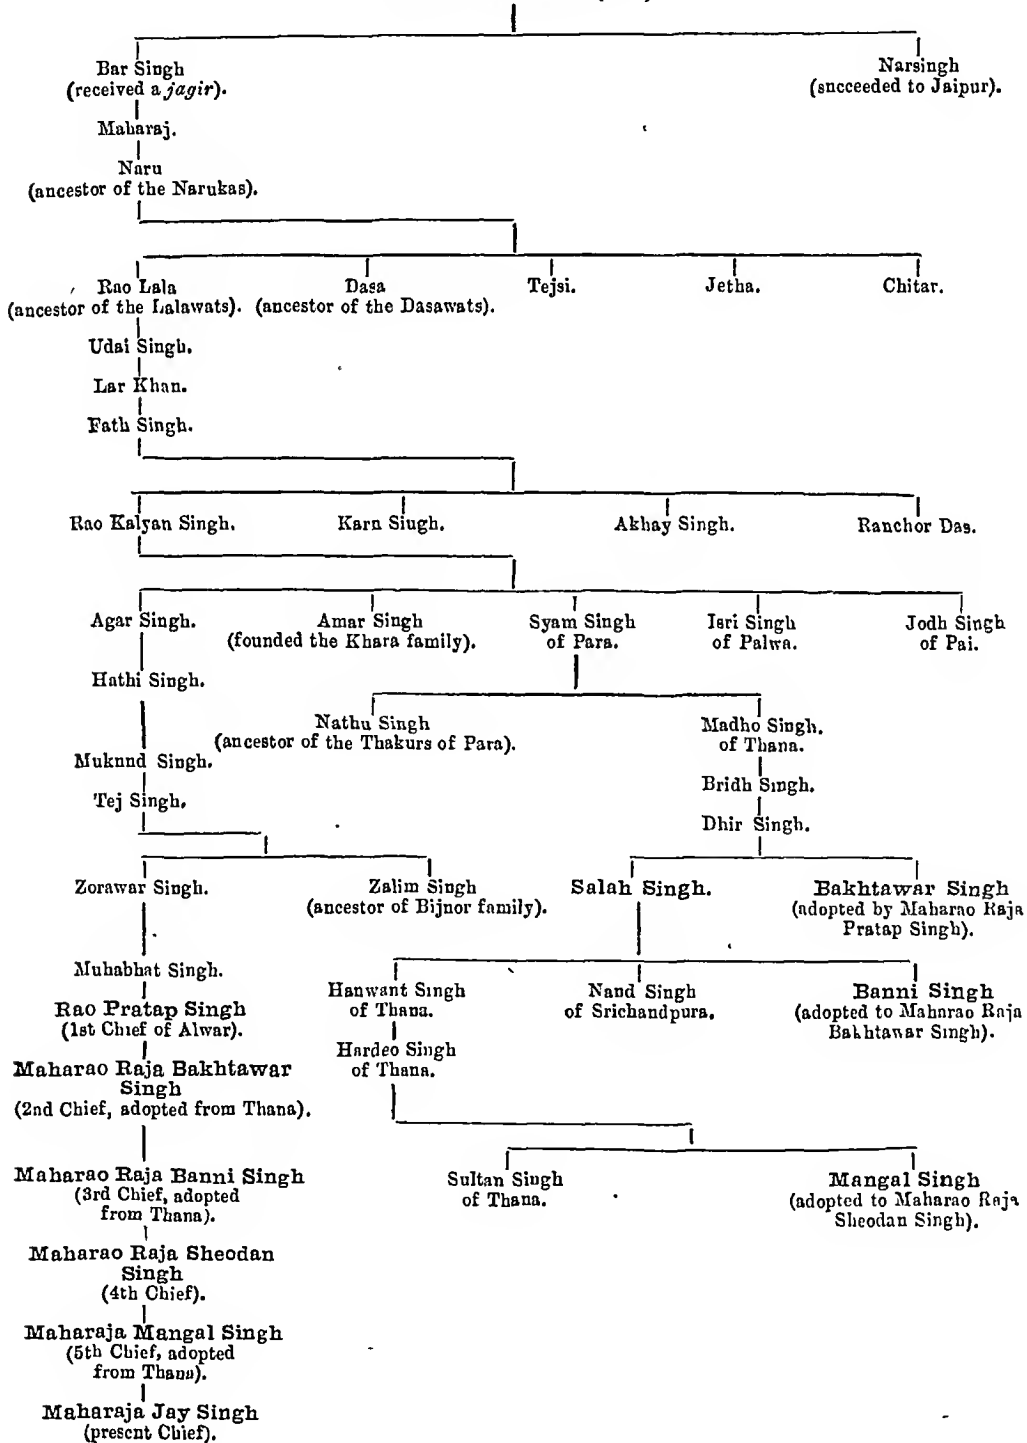 Bar Singh
(received a jagir).
Narsingh
(snceeeded to Jaipur).
Maharaj.
Naru
(ancestor of the Narukas).
Rao Lala
(ancestor of the Lalawats).
Dasa
(ancestor of the Dasawats).
Tejsi.
Jetha.
Chitar.
Udai Singh.
Lar Khan.
Fath Singh.
Rao Kalyan Singh.
Karn Siugh.
Akhay Singh.
Ranchor Das.
Agar Singh.
Amar Singh
(founded the Khara family).
Syam Singh
of Para.
Isri Singh
of Palwa.
Jodh Singh
of Pai.
Hathi Singh.
Nathu Singh
(ancestor of the Thakurs of Para).
Madho Singh.
of Thana.
Muknnd Singh.
Bridh Singh.
Tej Singh.
Dhir Singh.
Zorawar Singh.
Zalim Singh
(ancestor of Bijnor family).
Salah Singh.
Bakhtawar Singh
(adopted by Maharao Raja
Pratap Singh).
Muhabhat Singh.
Hanwant Singh
of Thana.
Nand Singh
of Srichandpura.
Banni Singh
(adopted to Maharao Raja
Bakhtawar Singh).
Rao Pratap Singh
(1st Chief of Alwar).
Hardeo Singh
of Thana.
Maharao Raja Bakhtawar
Singh
(2nd Chief, adopted from Thana).
Maharao Raja Banni Singh
(3rd Chief, adopted
from Thana).
Sultan Singh
of Thana.
Mangal Singh
(adopted to Maharao Raja
Sheodan Singh).
Maharao Raja Sheodan
Singh
(4th Chief).
Maharaja Mangal Singh
(5th Chief, adopted
from Thana).
Maharaja Jay Singh
(present Chief).